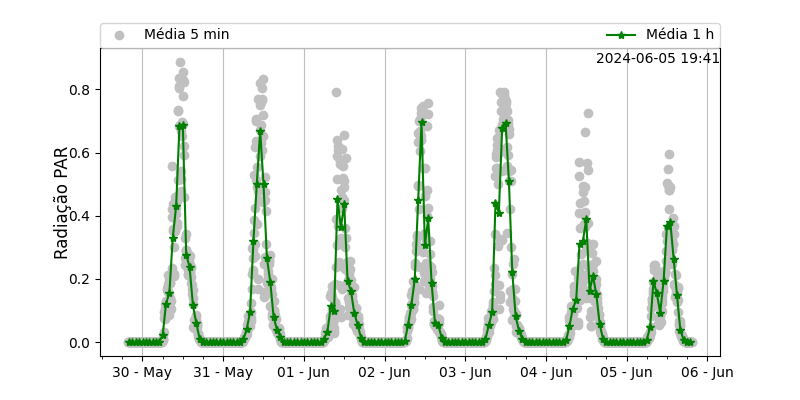 Média 5 min
Média 1 h
2024-06-05 19:41
Radiação PAR
0.8
0.6
0.4
0.2
0.0
30 - May
31 - May
01 - Jun
02 - Jun
03 - Jun
04 - Jun
05 - Jun
06 - Jun